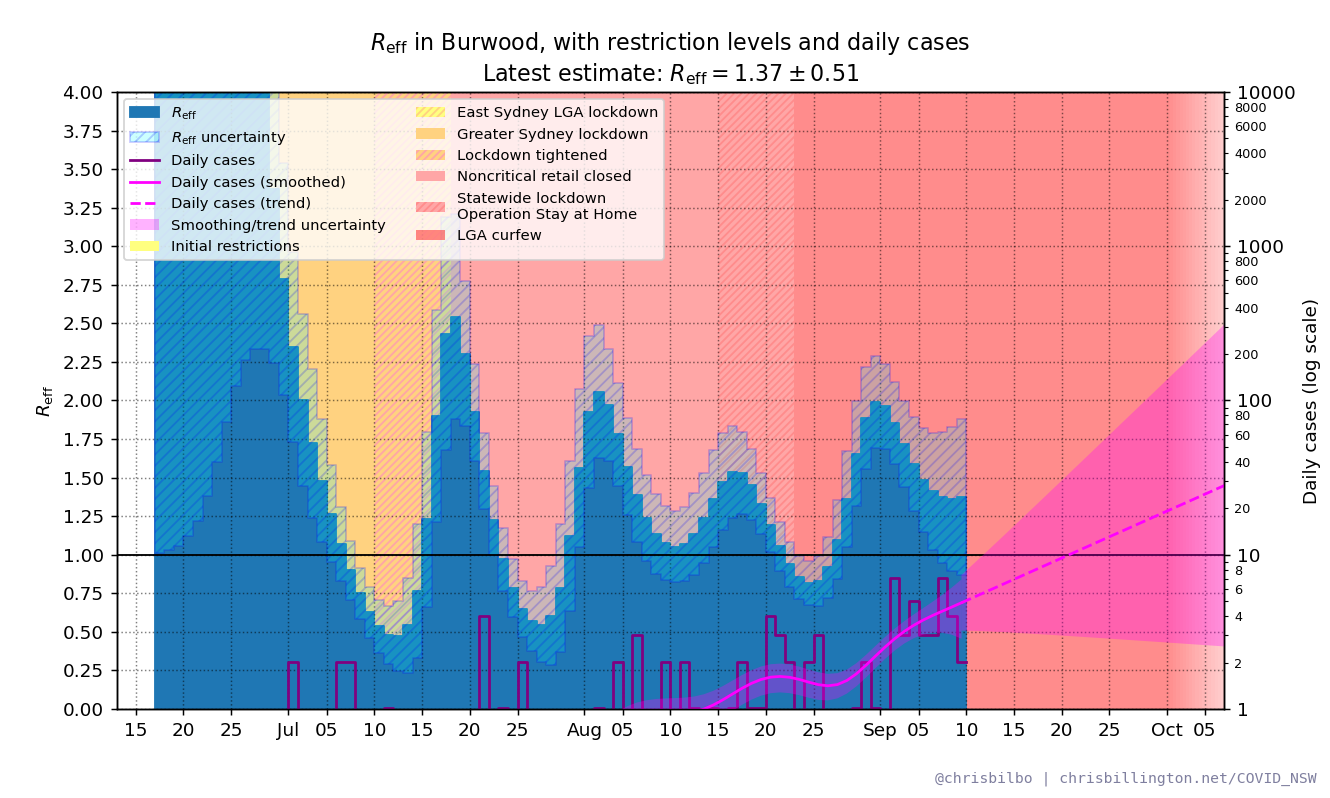 R_eff in Burwood, with restriction levels and daily cases
Latest estimate: R_eff = 1.37 ± 0.51
R_eff
R_eff uncertainty
Daily cases
Daily cases (smoothed)
Daily cases (trend)
Smoothing/trend uncertainty
Initial restrictions
East Sydney LGA lockdown
Greater Sydney lockdown
Lockdown tightened
Noncritical retail closed
Statewide lockdown
Operation Stay at Home
LGA curfew
R_eff
4.00
3.75
3.50
3.25
3.00
2.75
2.50
2.25
2.00
1.75
1.50
1.25
1.00
0.75
0.50
0.25
0.00
10000
8000
6000
4000
2000
1000
800
600
400
200
100
80
60
40
20
10
8
6
4
2
1
Daily cases (log scale)
15 20 25 Jul 05 10 15 20 25 Aug 05 10 15 20 25 Sep 05 10 15 20 25 Oct 05
@chrisbilbo | chrisbillington.net/COVID_NSW